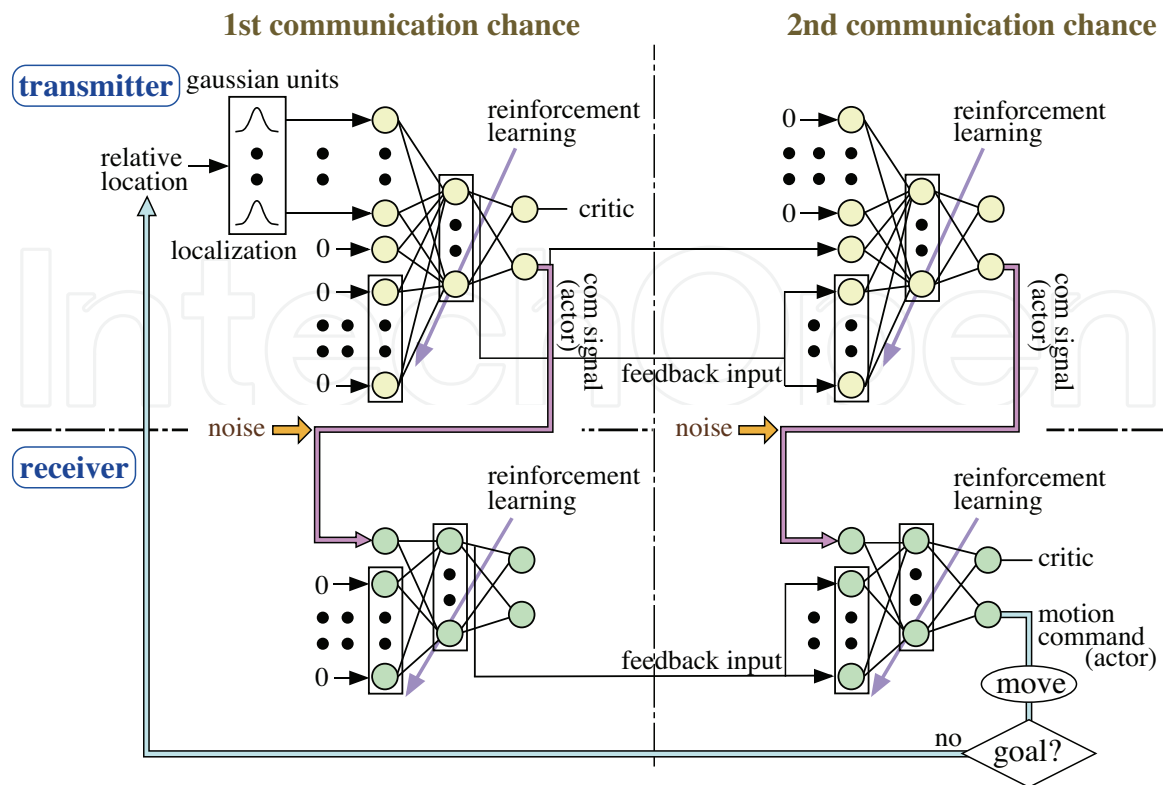 1st communication chance
2nd communication chance
transmitter
gaussian units
relative
location
localization
0
0
0
reinforcement
learning
critic
com signal
(actor)
feedback input
0
0
reinforcement
learning
com signal
(actor)
IntechOpen
noise
noise
receiver
reinforcement
learning
0
0
feedback input
reinforcement
learning
critic
motion
command
(actor)
move
goal?
no